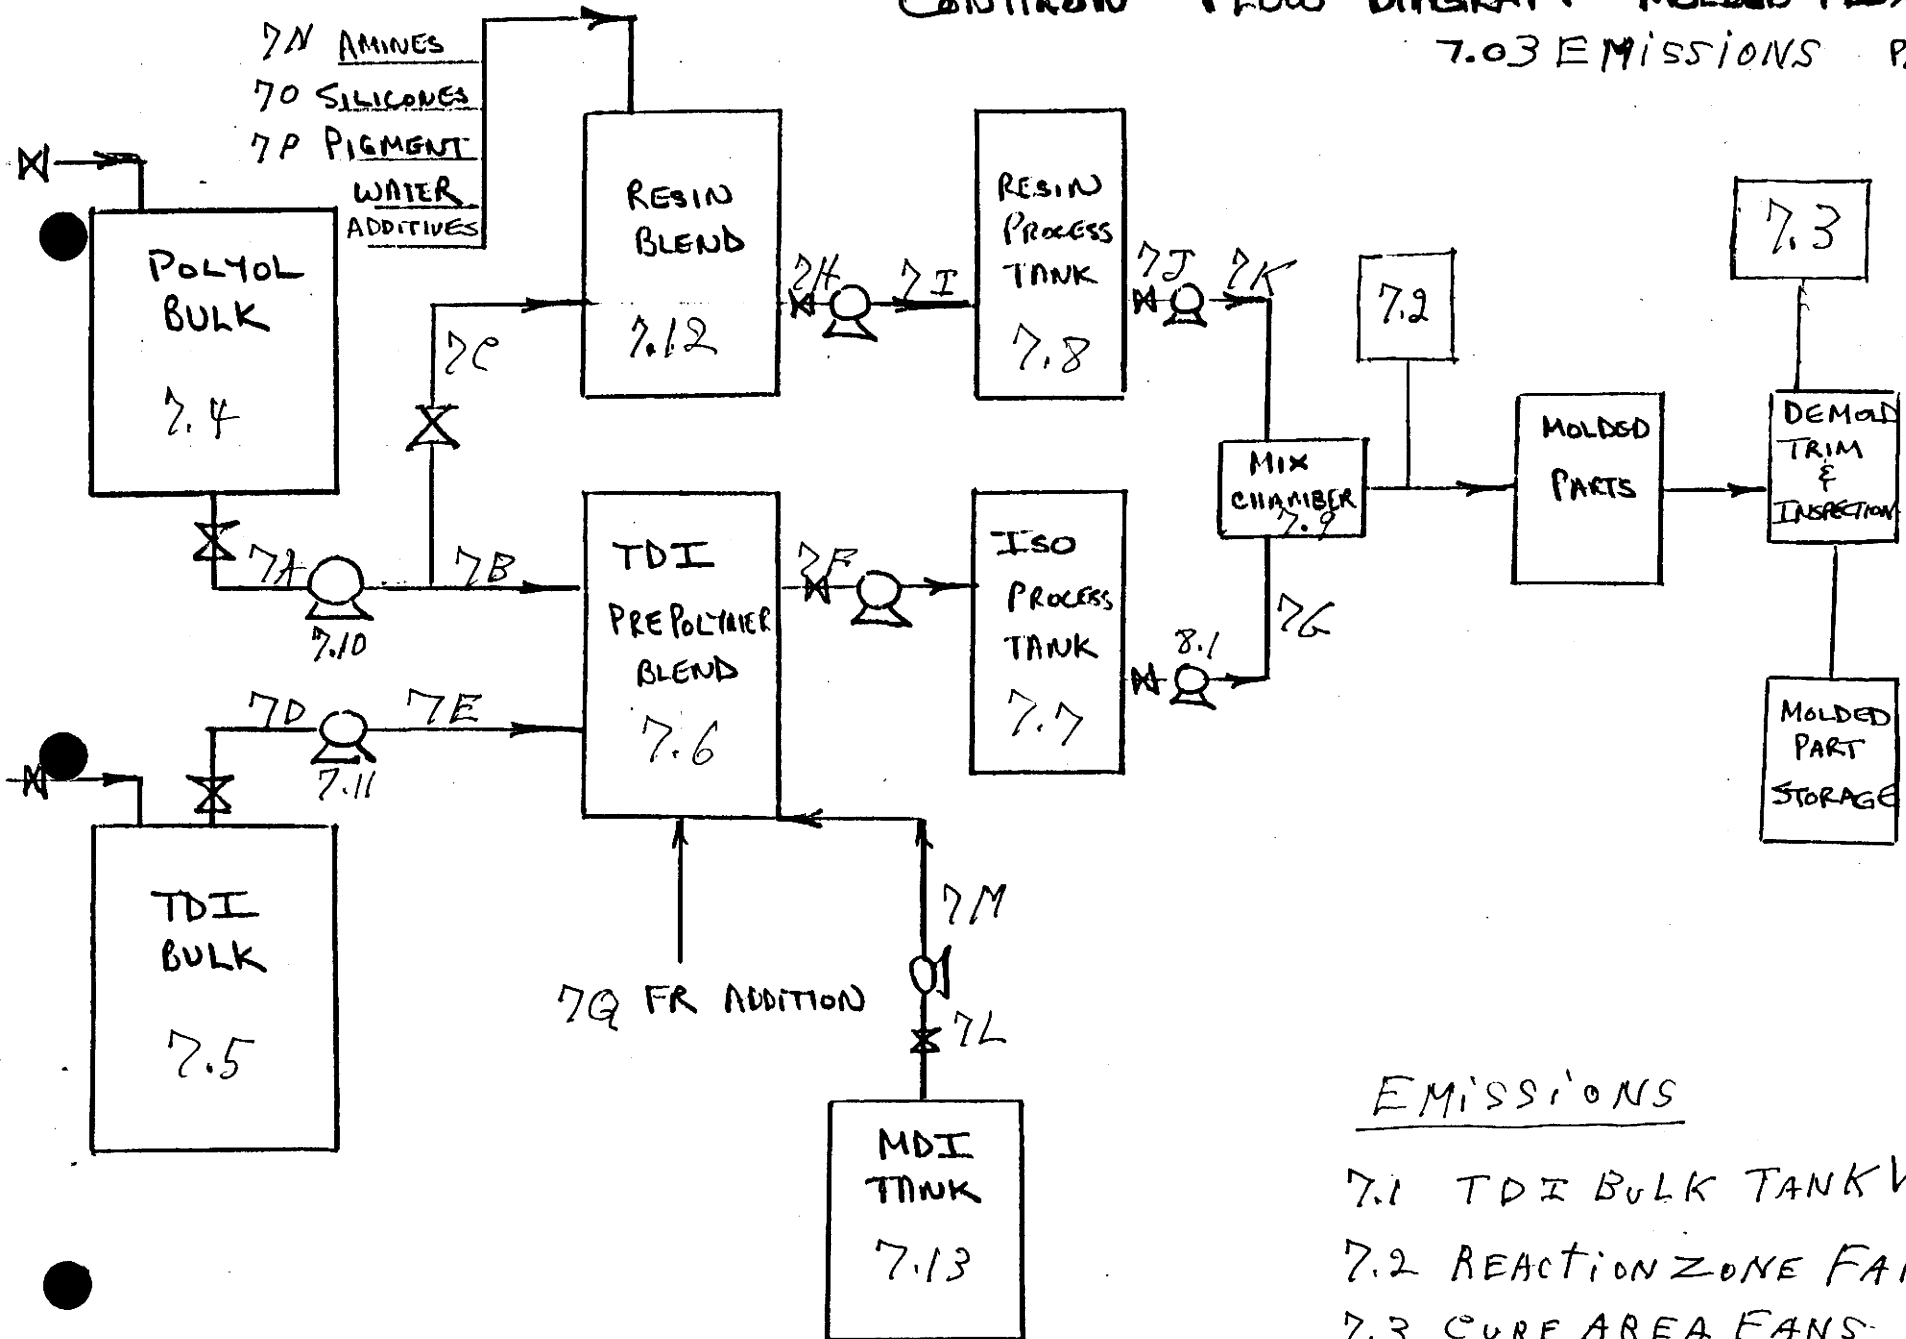 FLOW DIAGRAM MOLDED
7.03 EMiSSiONS
7N AMINES
7O SILICONES
7P PIGMENT
WATER
ADDITIVES
POLYOL
BULK
7.4
RESIN
BLEND
7.12
RESIN
PROCESS
TANK
7.8
7.3
7.2
7H
7I
7J
7K
7C
MIX
CHAMBER
7.9
MOLDED
PARTS
DEMOLD
TRIM
&
INSPECTION
7A
7.10
7B
TDI
PREPOLYMER
BLEND
7.6
7F
ISO
PROCESS
TANK
7.7
8.1
7G
7D
7.11
7E
MOLDED
PART
STORAGE
TDI
BULK
7.5
7Q FR ADDITION
7M
7L
MDI
TANK
7.13
EMiSSiONS
7.1 TDI BULK TANK V
7.2 REACTiON ZONE FAN
7.3 CURE AREA FANS